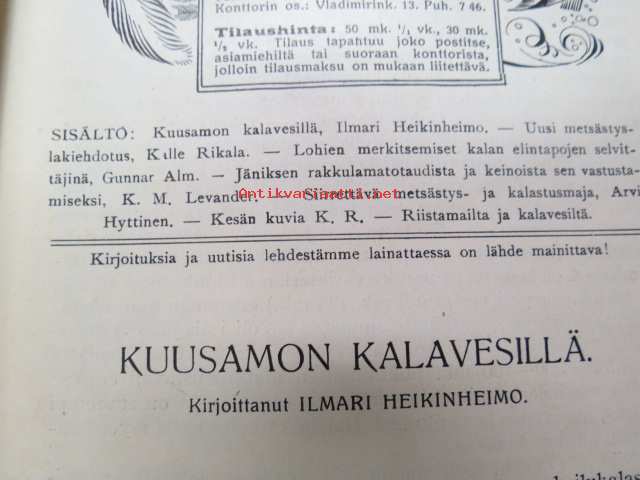 Konttorin os.: Vladimirink. 13. Puh. 7 46.
Tilaushinta: 50 mk. ¹/₁ vk., 30 mk.
¹/₂ vk. Tilaus tapahtuu joko postitse,
asiamiehiltä tai suoraan konttorista,
jolloin tilausmaksu on mukaan liitettävä.
SISÄLTÖ: Kuusamon kalavesillä, Ilmari Heikinheimo. — Uusi metsästys-
lakiehdotus, Kalle Rikala. — Lohien merkitsemiset kalan elintapojen selvit-
täjinä, Gunnar Alm. — Jäniksen rakkulamatotaudista ja keinoista sen vastusta-
miseksi, K. M. Levander. — Siirrettävä metsästys- ja kalastusmaja, Arvi
Antikvariaatti.net
Hyttinen. — Kesän kuvia K. R. — Riistamailta ja kalavesiltä.
Kirjoituksia ja uutisia lehdestämme lainattaessa on lähde mainittava!
KUUSAMON KALAVESILLÄ.
Kirjoittanut ILMARI HEIKINHEIMO.